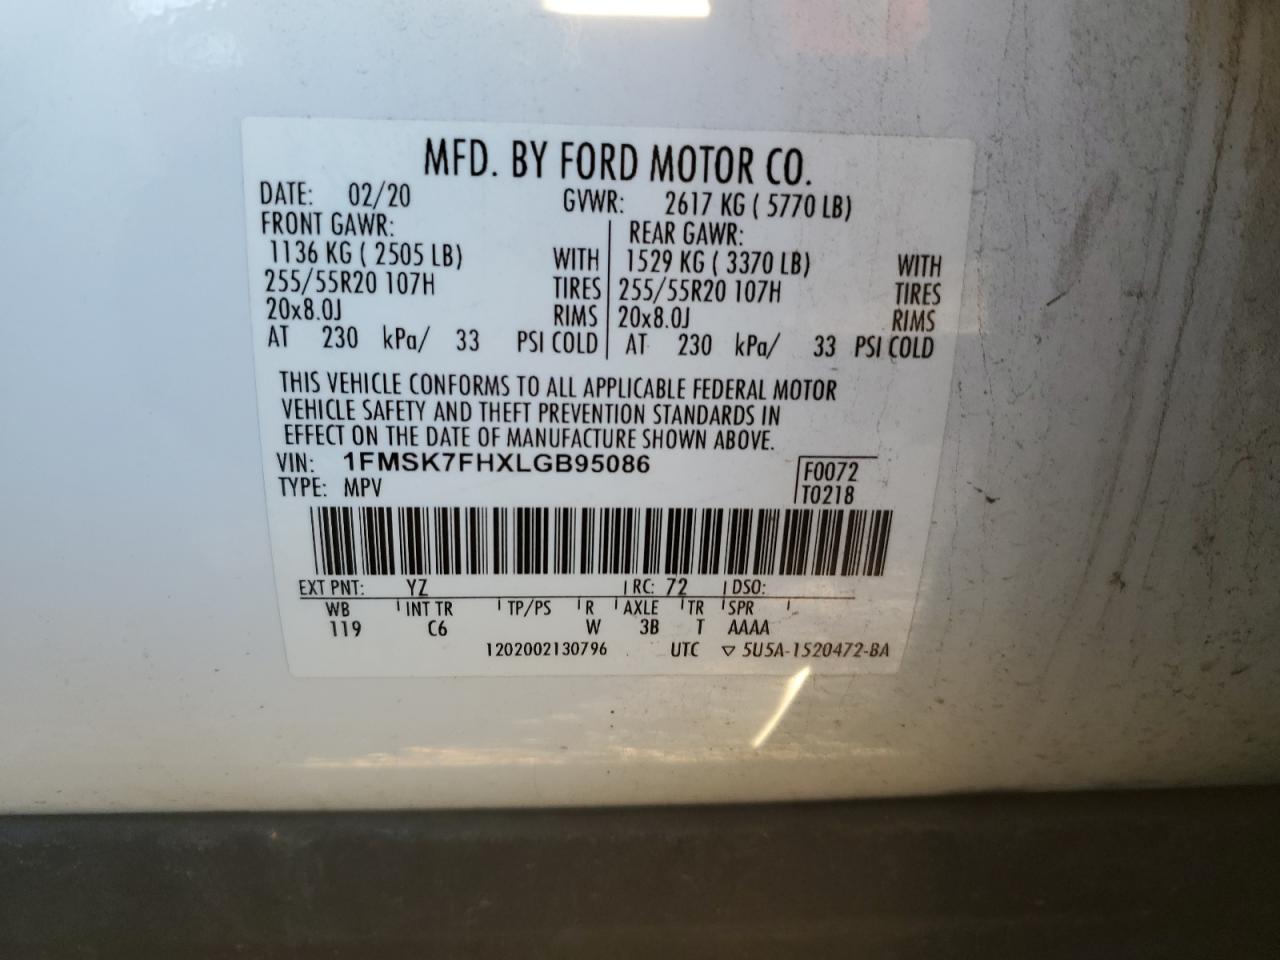 MFD. BY FORD MOTOR CO.
DATE: 02/20 GVWR: 2617 KG ( 5770 LB)
FRONT GAWR: REAR GAWR:
1136 KG ( 2505 LB) WITH 1529 KG ( 3370 LB) WITH
255/55R20 107H TIRES 255/55R20 107H TIRES
20x8.0J RIMS 20x8.0J RIMS
AT 230 kPa/ 33 PSI COLD AT 230 kPa/ 33 PSI COLD
THIS VEHICLE CONFORMS TO ALL APPLICABLE FEDERAL MOTOR
VEHICLE SAFETY AND THEFT PREVENTION STANDARDS IN
EFFECT ON THE DATE OF MANUFACTURE SHOWN ABOVE.
VIN: 1FMSK7FHXLGB95086 F0072
TYPE: MPV T0218
EXT PNT: YZ RC: 72 DSO:
WB INT TR TP/PS R AXLE TR SPR
119 C6 W 3B T AAAA
1202002130796 UTC ▽ 5U5A-1520472-BA